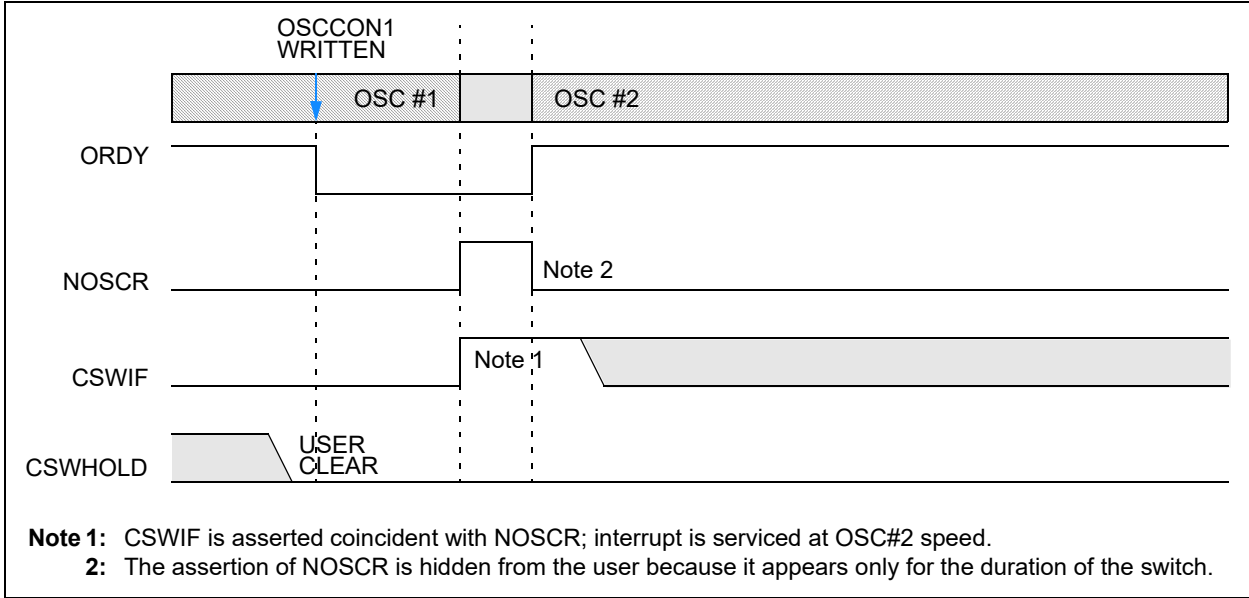 OSCCON1
WRITTEN
OSC #1
OSC #2
ORDY
NOSCR
Note 2
CSWIF
Note 1
CSWHOLD
USER
CLEAR
Note 1: CSWIF is asserted coincident with NOSCR; interrupt is serviced at OSC#2 speed.
2: The assertion of NOSCR is hidden from the user because it appears only for the duration of the switch.